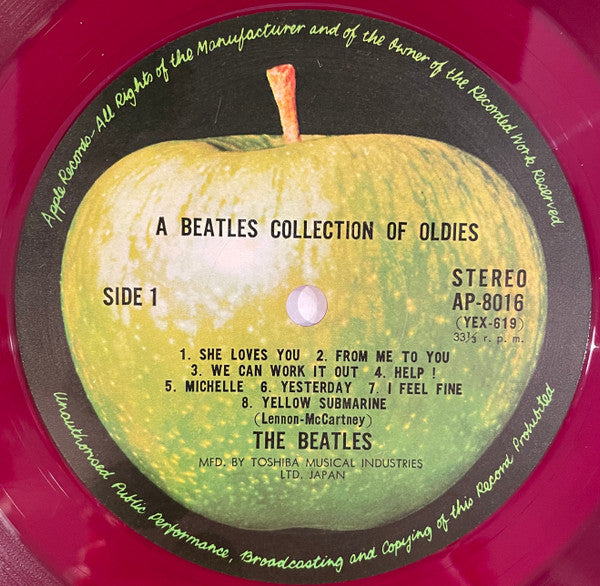 Apple Records–All Rights of the Manufacturer and of the Owner of the Recorded Work Reserved
A BEATLES COLLECTION OF OLDIES
SIDE 1
STEREO
AP-8016
(YEX-619)
33⅓ r. p. m.
1. SHE LOVES YOU 2. FROM ME TO YOU
3. WE CAN WORK IT OUT 4. HELP !
5. MICHELLE 6. YESTERDAY 7. I FEEL FINE
8. YELLOW SUBMARINE
(Lennon-McCartney)
THE BEATLES
MFD. BY TOSHIBA MUSICAL INDUSTRIES
LTD. JAPAN
Unauthorised Public Performance, Broadcasting and Copying of this Record Prohibited